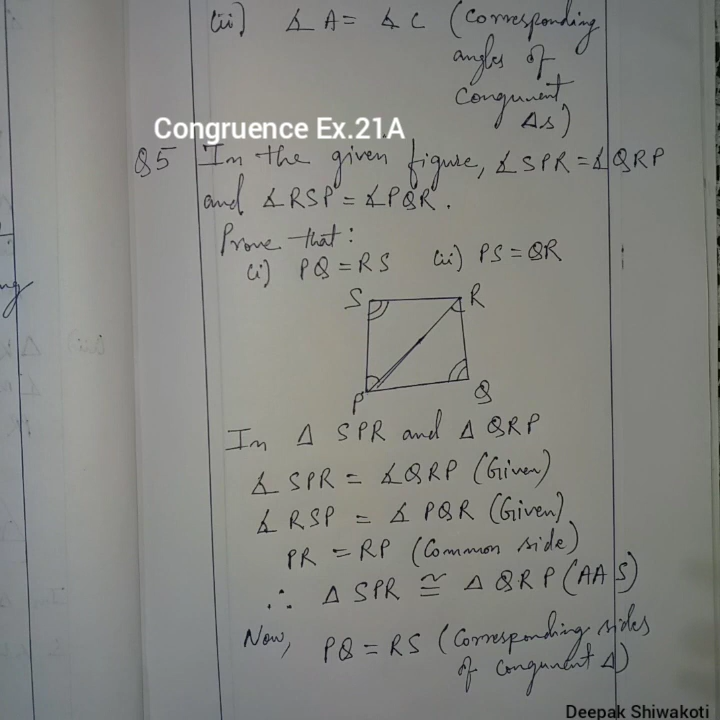 (ii) ∡ A = ∡ C (Corresponding
angles of
congruent
Δs)
Congruence Ex.21A
Q5 In the given figure, ∡ SPR = ∡ QRP
and ∡ RSP = ∡ PQR.
Prove that:
(i) PQ = RS (ii) PS = QR
S R
P Q
In Δ SPR and Δ QRP
∡ SPR = ∡ QRP (Given)
∡ RSP = ∡ PQR (Given)
PR = RP (Common side)
∴ Δ SPR ≅ Δ QRP (AAS)
Now, PQ = RS (Corresponding sides
of congruent Δ)
Deepak Shiwakoti